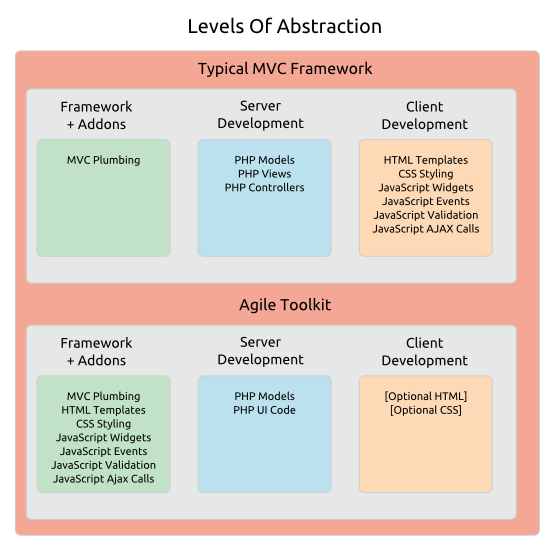 Levels Of Abstraction
Typical MVC Framework
Framework
+ Addons
MVC Plumbing
Server
Development
PHP Models
PHP Views
PHP Controllers
Client
Development
HTML Templates
CSS Styling
JavaScript Widgets
JavaScript Events
JavaScript Validation
JavaScript AJAX Calls
Agile Toolkit
Framework
+ Addons
MVC Plumbing
HTML Templates
CSS Styling
JavaScript Widgets
JavaScript Events
JavaScript Validation
JavaScript Ajax Calls
Server
Development
PHP Models
PHP UI Code
Client
Development
[Optional HTML]
[Optional CSS]